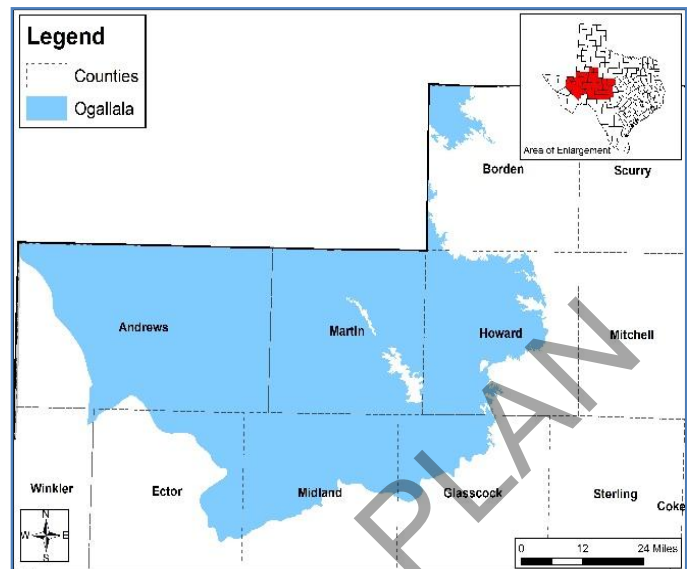 Legend
Counties
Ogallala
Area of Enlargement
Borden
Scurry
Andrews
Martin
Howard
Mitchell
Winkler
Ector
Midland
Glasscock
Sterling
Coke
PLAN
N
W E
S
0 12 24 Miles